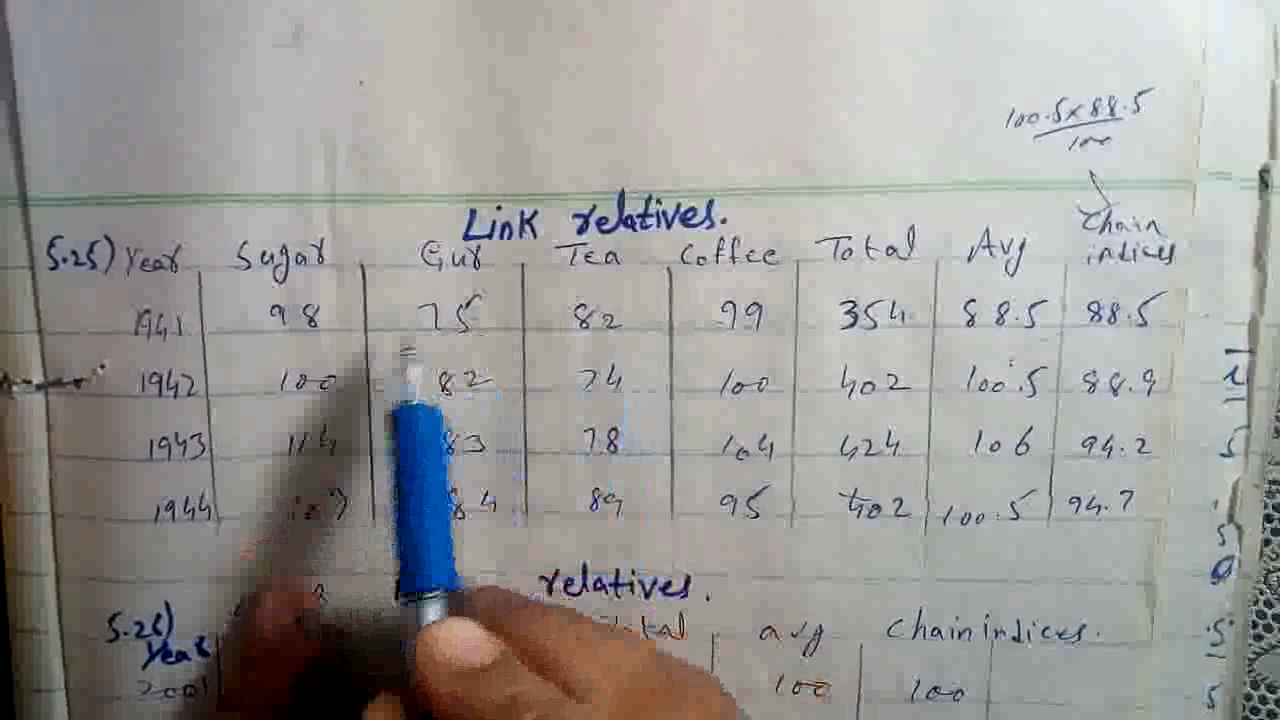 100.5×88.5
100
Link relatives.
5.25) Year Sugar Gur Tea Coffee Total Avg Chain indices
1941 98 75 82 99 354 88.5 88.5
1942 100 82 74 100 402 100.5 88.9
1943 114 83 78 104 424 106 94.2
1944 84 89 95 402 100.5 94.7
relatives.
5.26) Year avg Chain indices.
2001 100 100